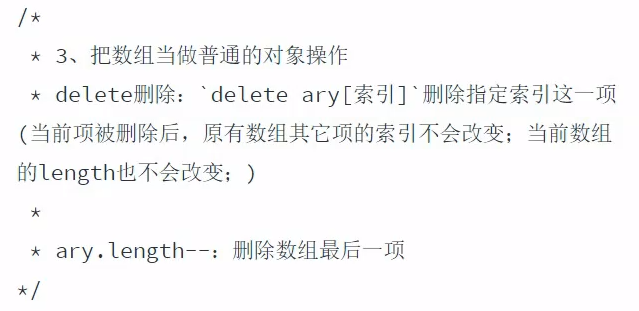 /*
 * 3、把数组当做普通的对象操作
 * delete删除：`delete ary[索引]`删除指定索引这一项
(当前项被删除后，原有数组其它项的索引不会改变；当前数组
的length也不会改变；)
 *
 * ary.length--：删除数组最后一项
*/